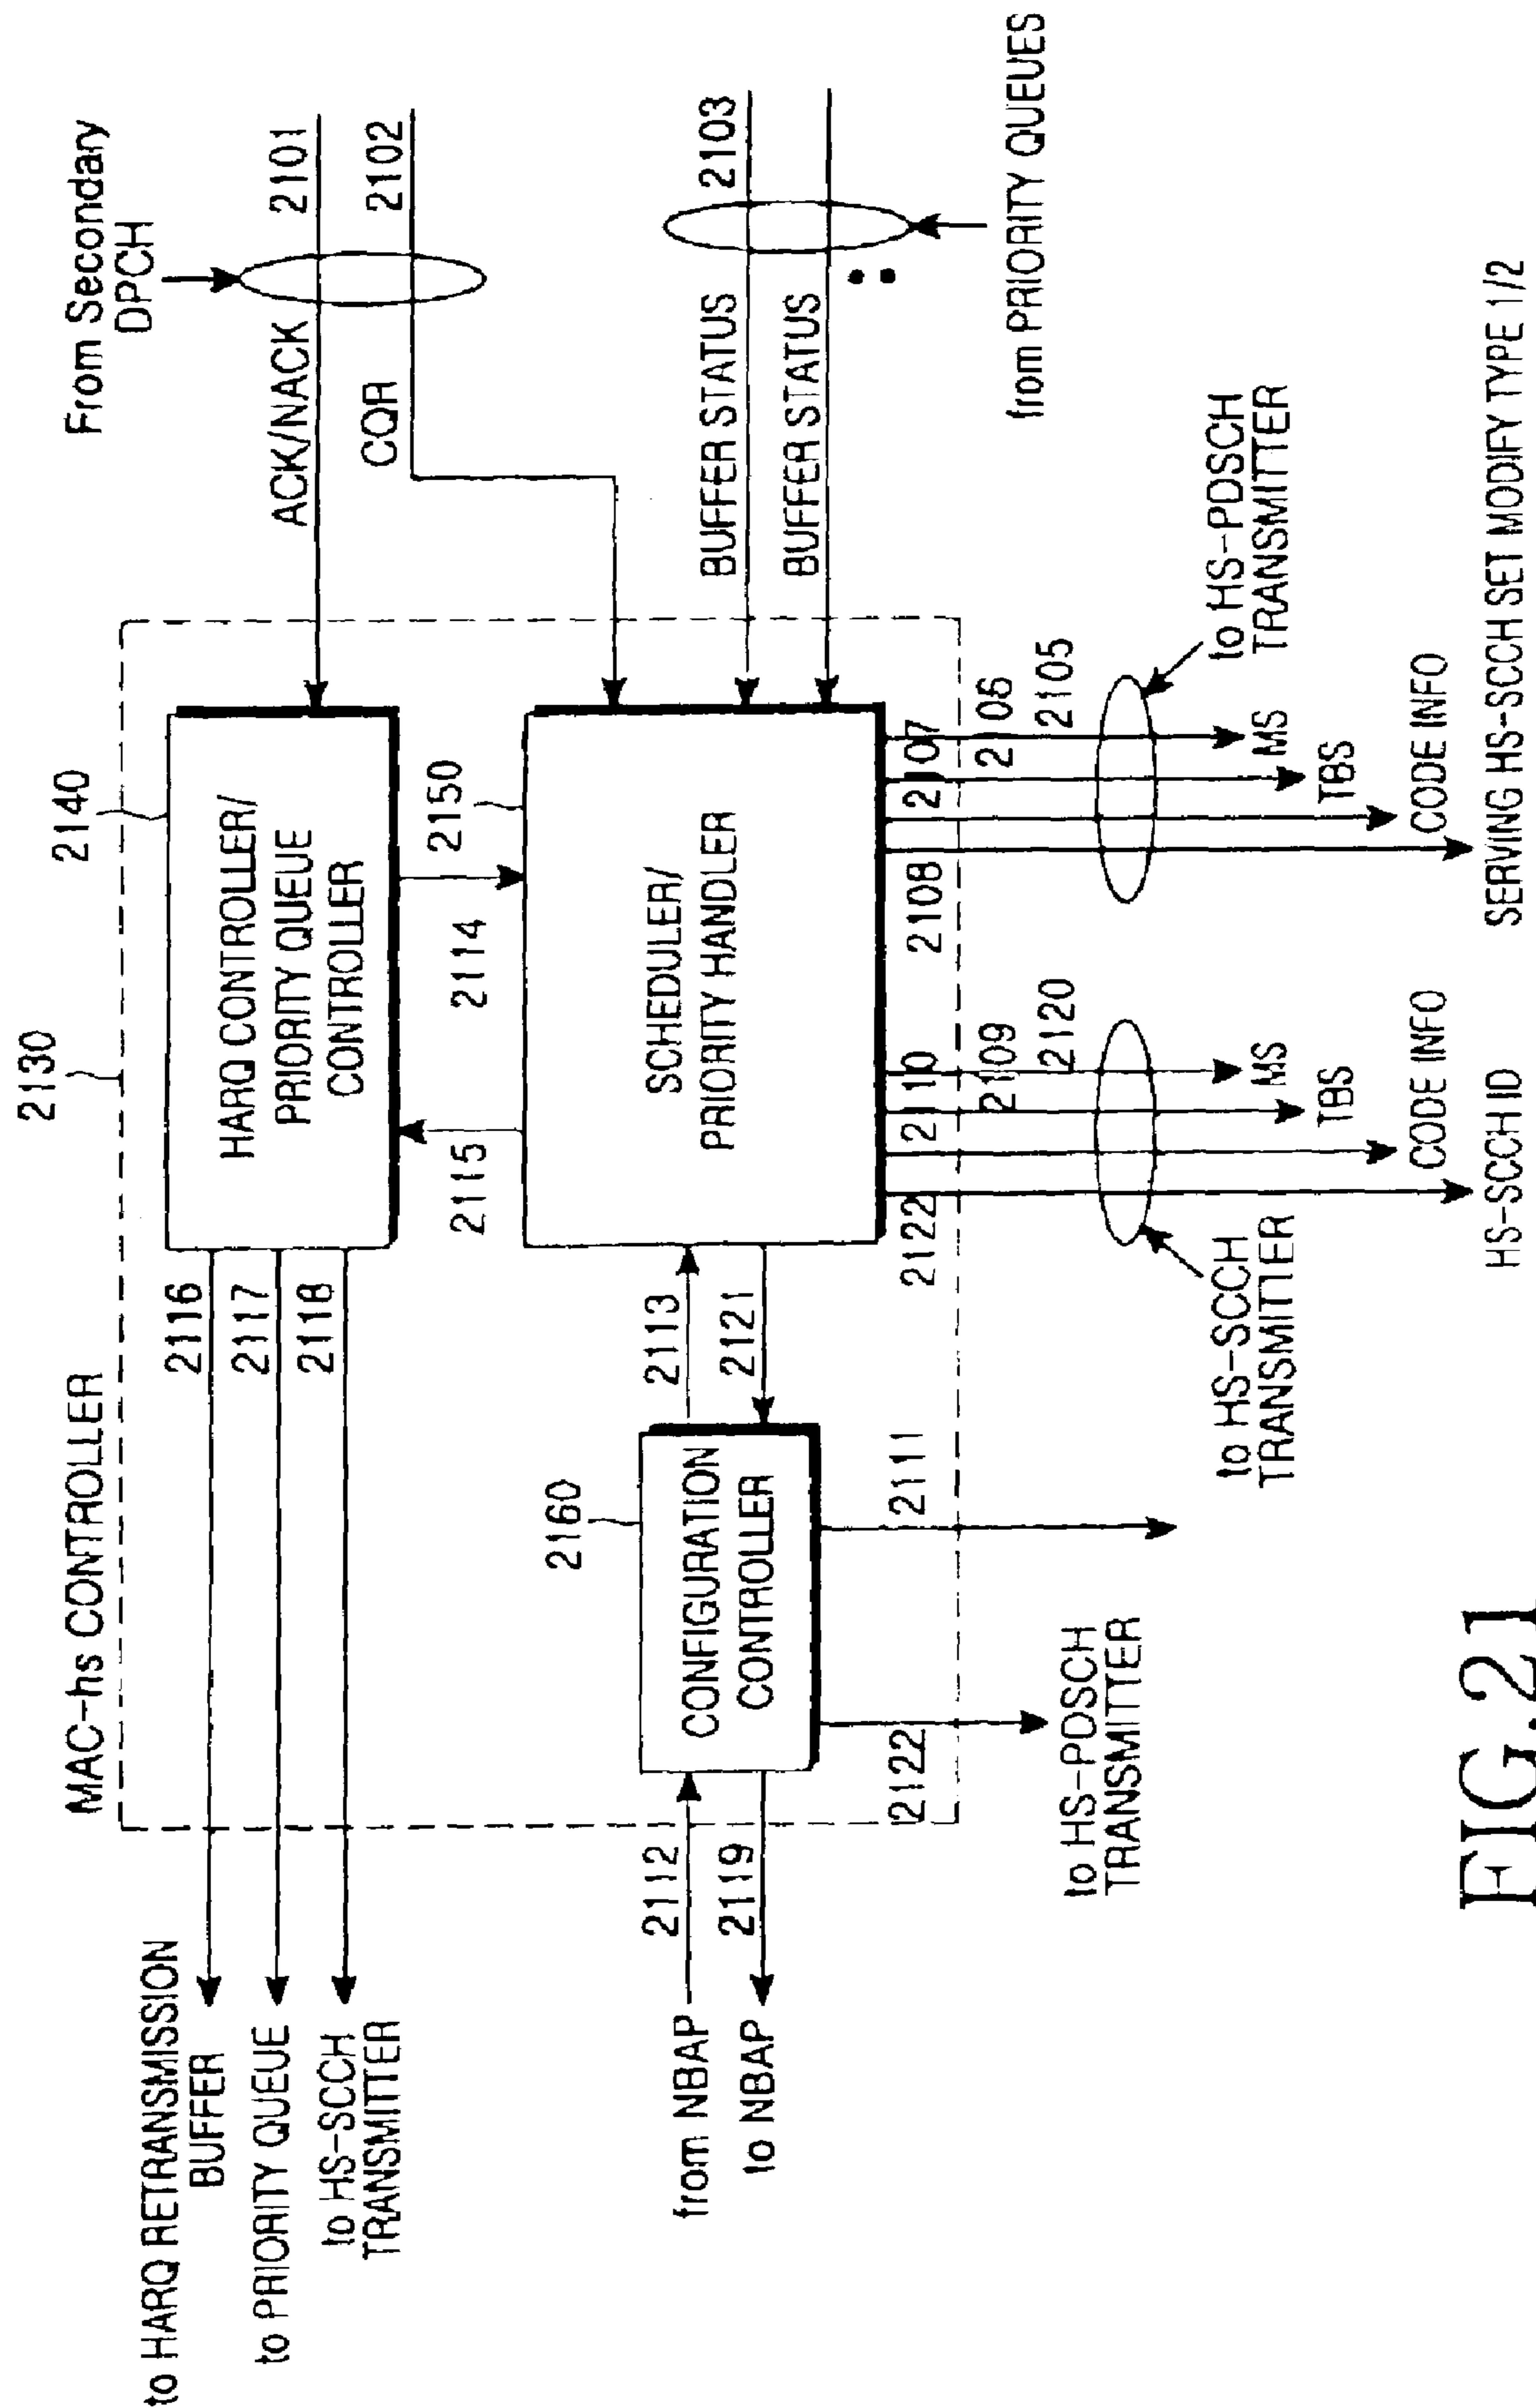 to HARQ RETRANSMISSION
BUFFER
to PRIORITY QUEUE
to HS-SCCH
TRANSMITTER
from NBAP
to NBAP
MAC-hs CONTROLLER
2130
2140
2116
2117
2118
HARQ CONTROLLER/
PRIORITY QUEUE
CONTROLLER
From Secondary
DPCH
2101
ACK/NACK
2102
CQR
2115
2114
2150
SCHEDULER/
PRIORITY HANDLER
2103
BUFFER STATUS
BUFFER STATUS
from PRIORITY QUEUES
2112
2119
2160
CONFIGURATION
CONTROLLER
2113
2121
2122
2111
to HS-PDSCH
TRANSMITTER
2122
2110
2109
2120
MS
TBS
CODE INFO
HS-SCCH ID
to HS-SCCH
TRANSMITTER
2108
2107
2106
2105
MS
TBS
CODE INFO
SERVING HS-SCCH SET MODIFY TYPE 1/2
to HS-PDSCH
TRANSMITTER
FIG.21